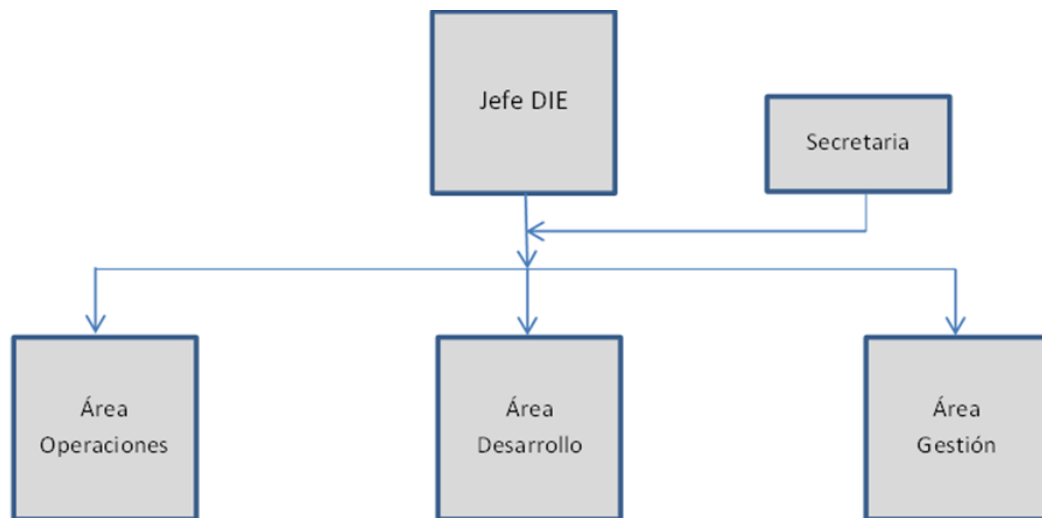 Jefe DIE
Secretaria
Área
Operaciones
Área
Desarrollo
Área
Gestión